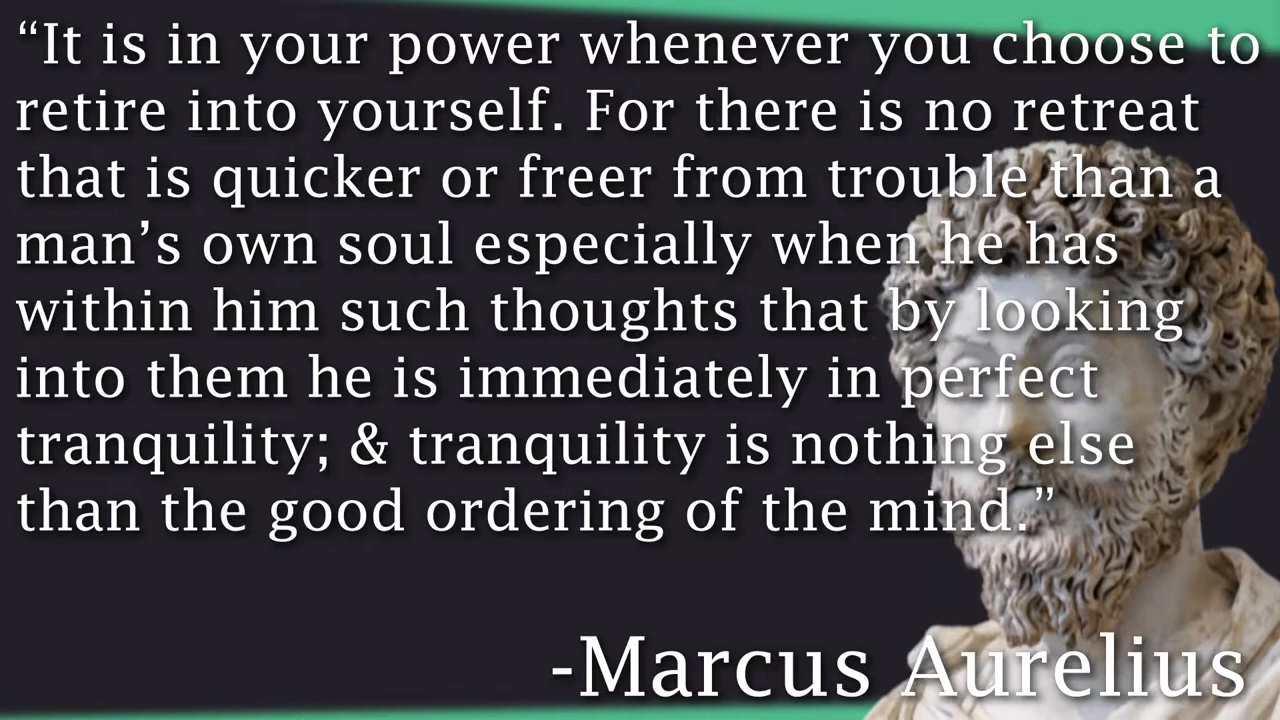 “It is in your power whenever you choose to
retire into yourself. For there is no retreat
that is quicker or freer from trouble than a
man’s own soul especially when he has
within him such thoughts that by looking
into them he is immediately in perfect
tranquility; & tranquility is nothing else
than the good ordering of the mind.”
-Marcus Aurelius